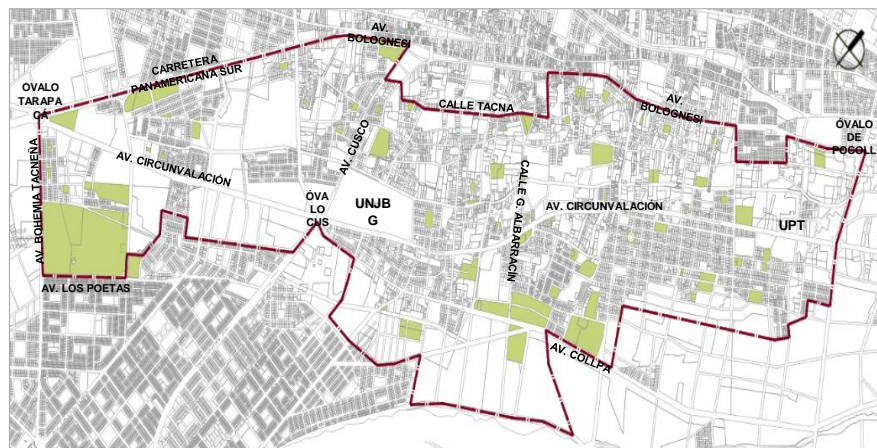 AV.
BOLOGNESI
CARRETERA
PANAMERICANA SUR
OVALO
TARAPA
CÁ
CALLE TACNA
AV.
BOLOGNESI
ÓVALO
DE
POCOLL
AV. CUSCO
AV. CIRCUNVALACIÓN
AV. BOHEMIA TACNEÑA
CALLE G. ALBARRACÍN
ÓVA
LO
CUS
UNJB
G
AV. CIRCUNVALACIÓN
UPT
AV. LOS POETAS
AV. COLLPA